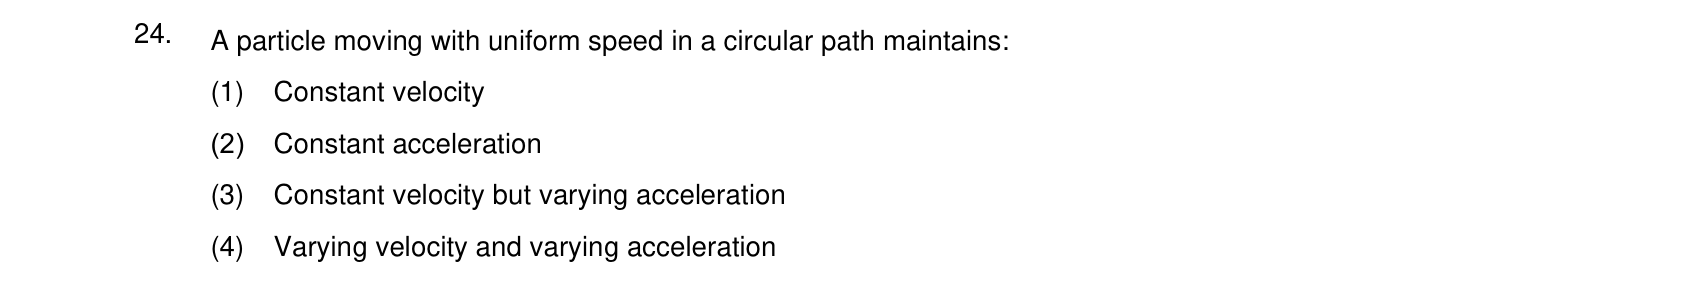 24. A particle moving with uniform speed in a circular path maintains:
(1) Constant velocity
(2) Constant acceleration
(3) Constant velocity but varying acceleration
(4) Varying velocity and varying acceleration